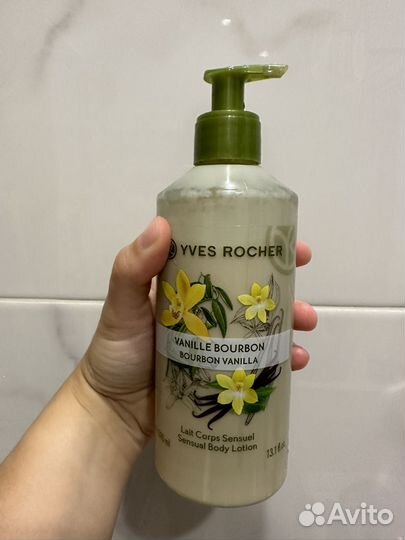 YVES ROCHER
VANILLE BOURBON
BOURBON VANILLA
Lait Corps Sensuel
Sensual Body Lotion
13.1 fl.oz.
Avito